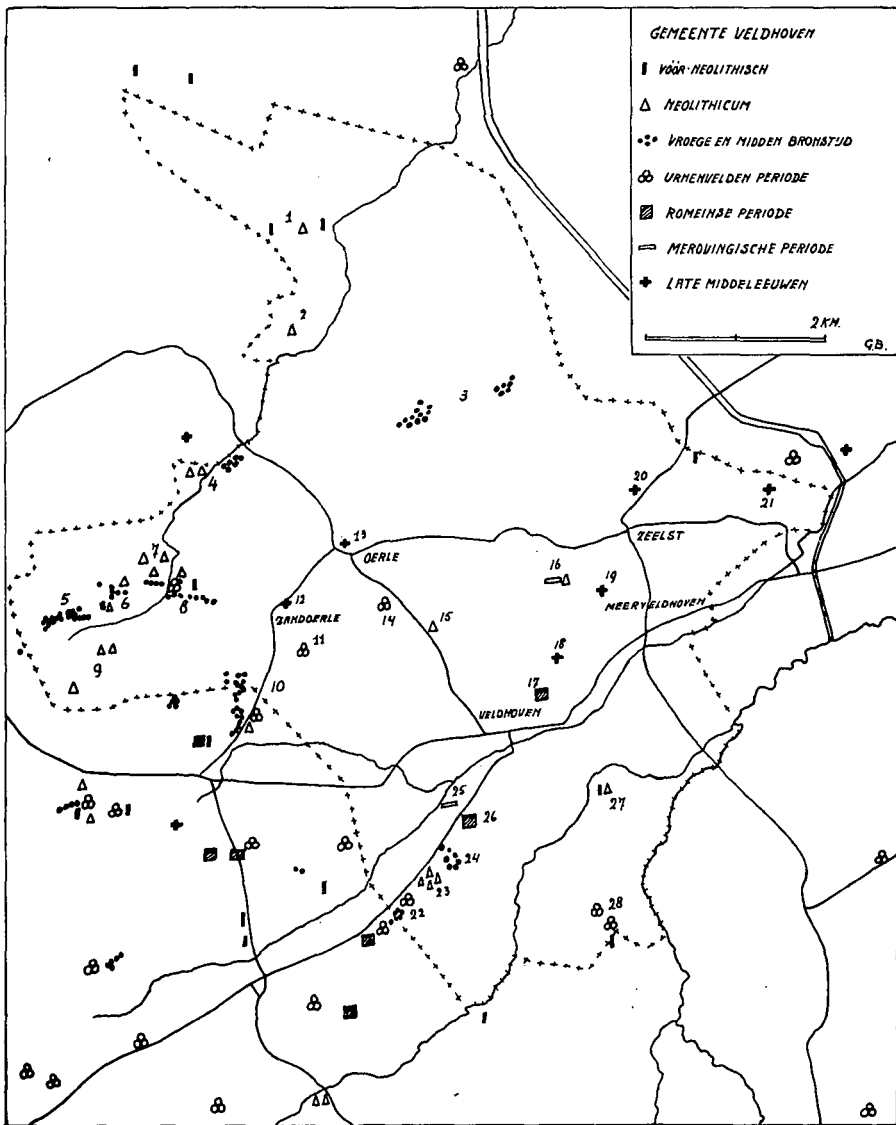 GEMEENTE VELDHOVEN
VÓÓR-NEOLITHISCH
NEOLITHICUM
VROEGE EN MIDDEN BRONSTIJD
URNENVELDEN PERIODE
ROMEINSE PERIODE
MEROVINGISCHE PERIODE
LATE MIDDELEEUWEN
2 KM.
G.B.
1
2
3
4
20
21
13
OERLE
ZEELST
7
16
19
5
6
8
12
ZANDOERLE
14
15
MEERVELDHOVEN
11
18
9
10
17
VELDHOVEN
25
27
26
24
23
22
28